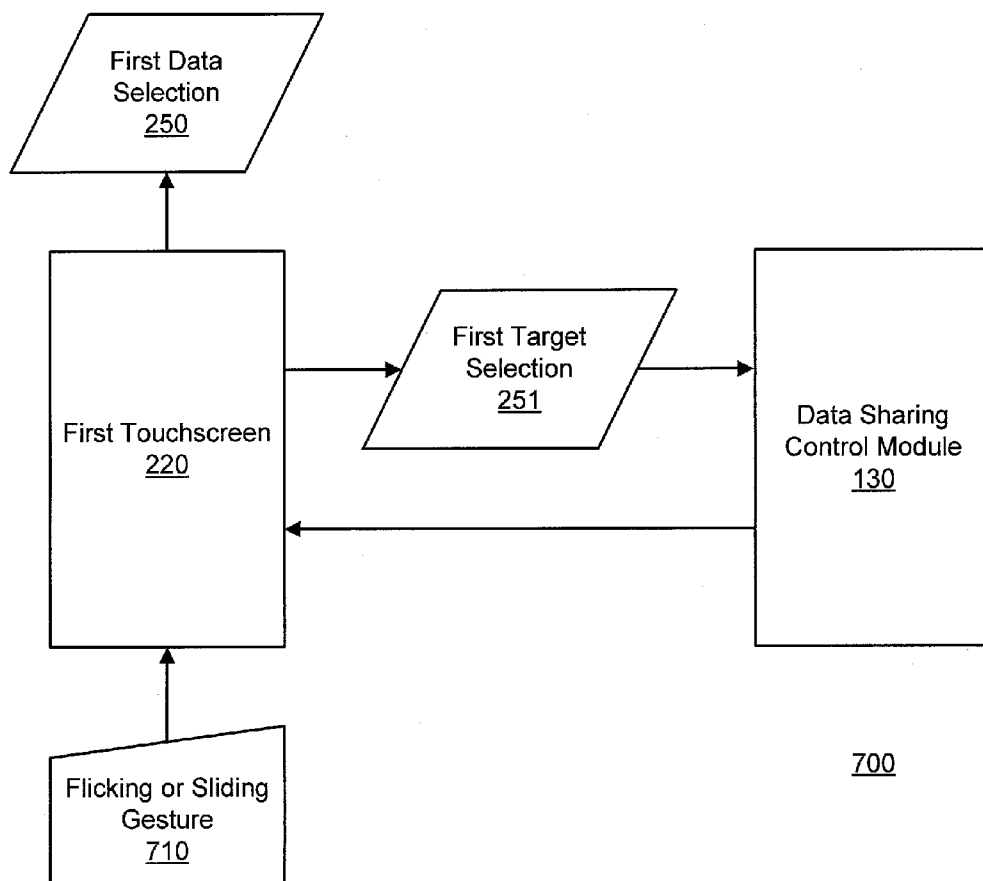 First Data
Selection
250
First Target
Selection
251
First Touchscreen
220
Data Sharing
Control Module
130
Flicking or Sliding
Gesture
710
700